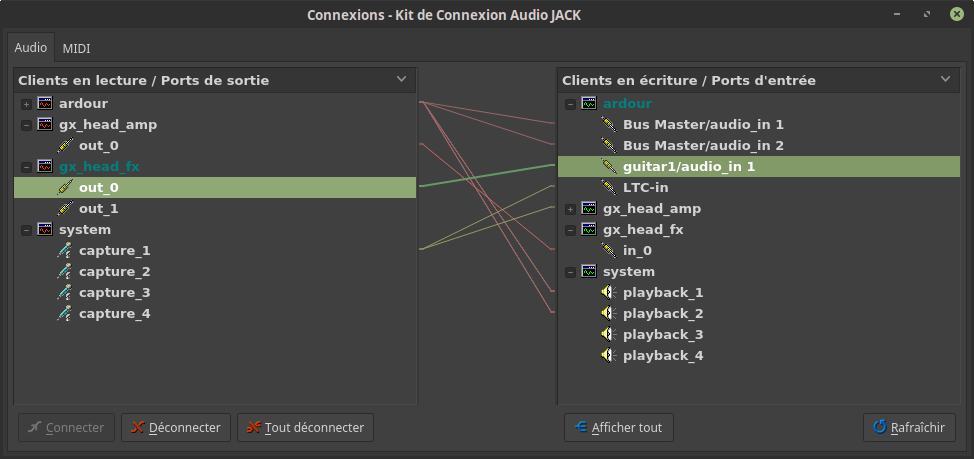 Connexions - Kit de Connexion Audio JACK
Audio MIDI
Clients en lecture / Ports de sortie
ardour
gx_head_amp
out_0
gx_head_fx
out_0
out_1
system
capture_1
capture_2
capture_3
capture_4
Clients en écriture / Ports d'entrée
ardour
Bus Master/audio_in 1
Bus Master/audio_in 2
guitar1/audio_in 1
LTC-in
gx_head_amp
gx_head_fx
in_0
system
playback_1
playback_2
playback_3
playback_4
Connecter Déconnecter Tout déconnecter Afficher tout Rafraîchir